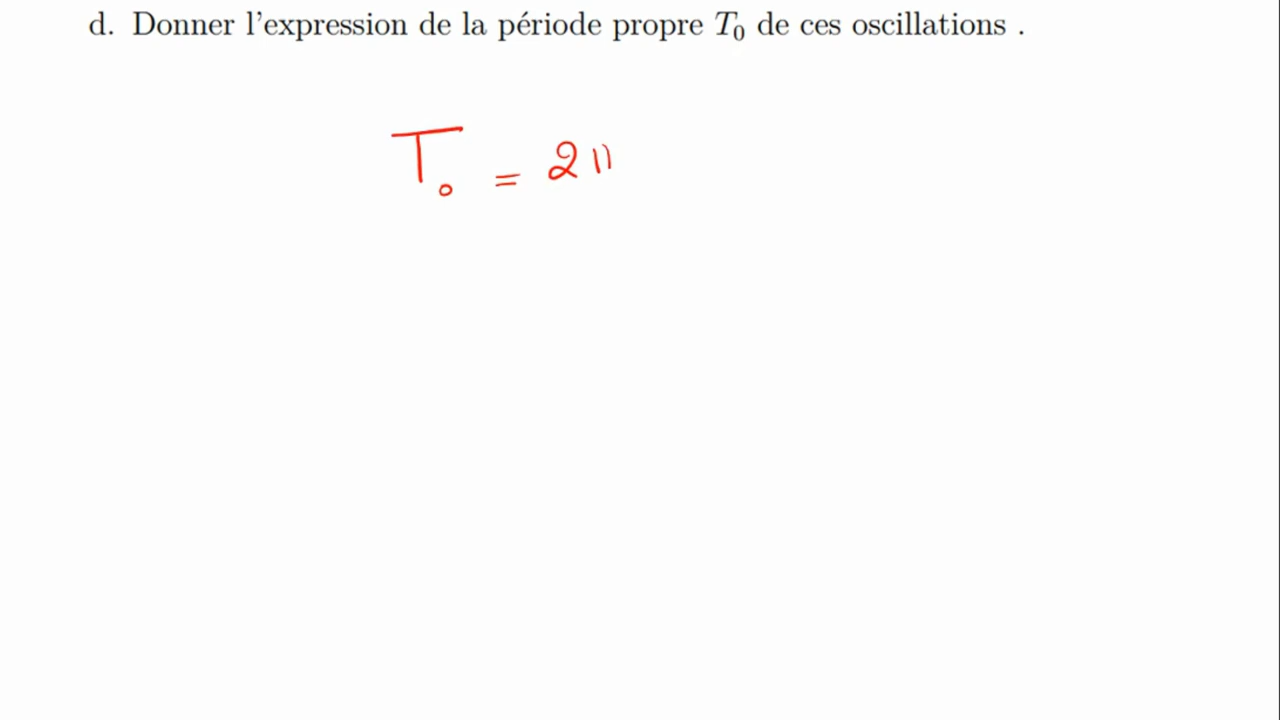 d. Donner l'expression de la période propre T₀ de ces oscillations .
T₀ = 2π